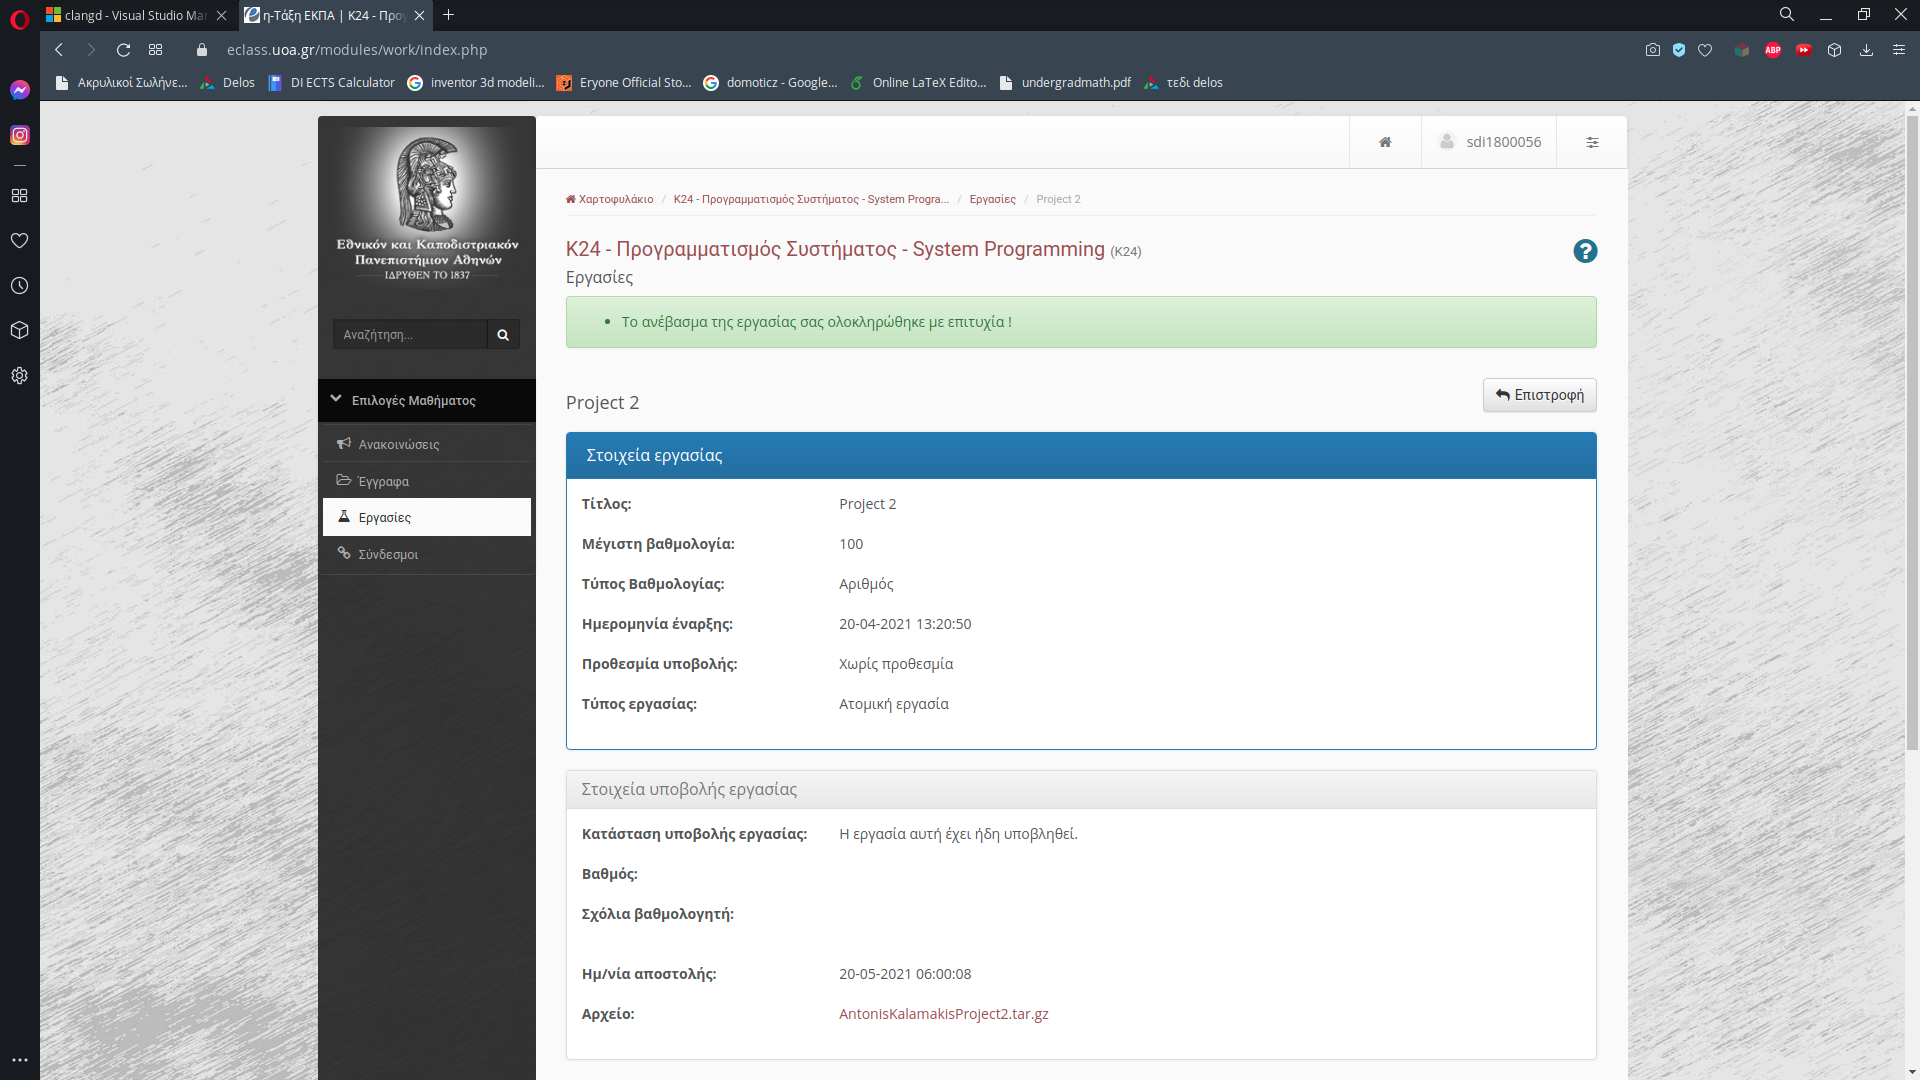 clangd - Visual Studio Mar
η-Τάξη ΕΚΠΑ | Κ24 - Προγ
eclass.uoa.gr/modules/work/index.php
Ακρυλικοί Σωλήνε...
Delos
DI ECTS Calculator
inventor 3d modeli...
Eryone Official Sto...
domoticz - Google...
Online LaTeX Edito...
undergradmath.pdf
τεδι delos
ABP
Εθνικόν και Καποδιστριακόν
Πανεπιστήμιον Αθηνών
ΙΔΡΥΘΕΝ ΤΟ 1837
Αναζήτηση...
Επιλογές Μαθήματος
Ανακοινώσεις
Έγγραφα
Εργασίες
Σύνδεσμοι
sdi1800056
Χαρτοφυλάκιο / Κ24 - Προγραμματισμός Συστήματος - System Progra... / Εργασίες / Project 2
Κ24 - Προγραμματισμός Συστήματος - System Programming (K24)
Εργασίες
Το ανέβασμα της εργασίας σας ολοκληρώθηκε με επιτυχία !
Project 2
Επιστροφή
Στοιχεία εργασίας
Τίτλος: Project 2
Μέγιστη βαθμολογία: 100
Τύπος Βαθμολογίας: Αριθμός
Ημερομηνία έναρξης: 20-04-2021 13:20:50
Προθεσμία υποβολής: Χωρίς προθεσμία
Τύπος εργασίας: Ατομική εργασία
Στοιχεία υποβολής εργασίας
Κατάσταση υποβολής εργασίας: Η εργασία αυτή έχει ήδη υποβληθεί.
Βαθμός:
Σχόλια βαθμολογητή:
Ημ/νία αποστολής: 20-05-2021 06:00:08
Αρχείο: AntonisKalamakisProject2.tar.gz